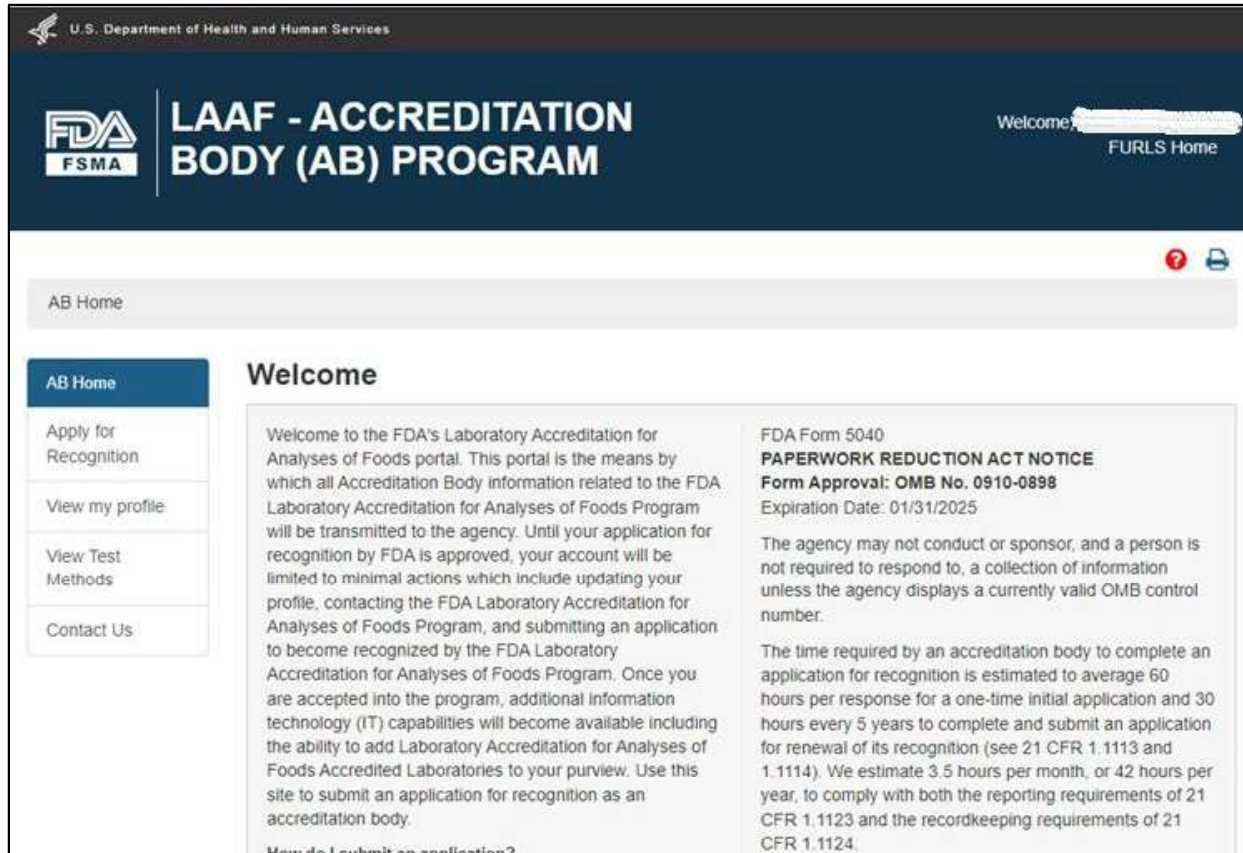 U.S. Department of Health and Human Services
FDA
FSMA
LAAF - ACCREDITATION
BODY (AB) PROGRAM
Welcome,
FURLS Home
?
AB Home
AB Home
Apply for
Recognition
View my profile
View Test
Methods
Contact Us
Welcome
Welcome to the FDA's Laboratory Accreditation for
Analyses of Foods portal. This portal is the means by
which all Accreditation Body information related to the FDA
Laboratory Accreditation for Analyses of Foods Program
will be transmitted to the agency. Until your application for
recognition by FDA is approved, your account will be
limited to minimal actions which include updating your
profile, contacting the FDA Laboratory Accreditation for
Analyses of Foods Program, and submitting an application
to become recognized by the FDA Laboratory
Accreditation for Analyses of Foods Program. Once you
are accepted into the program, additional information
technology (IT) capabilities will become available including
the ability to add Laboratory Accreditation for Analyses of
Foods Accredited Laboratories to your purview. Use this
site to submit an application for recognition as an
accreditation body.
How do I submit an application?
FDA Form 5040
PAPERWORK REDUCTION ACT NOTICE
Form Approval: OMB No. 0910-0898
Expiration Date: 01/31/2025
The agency may not conduct or sponsor, and a person is
not required to respond to, a collection of information
unless the agency displays a currently valid OMB control
number.
The time required by an accreditation body to complete an
application for recognition is estimated to average 60
hours per response for a one-time initial application and 30
hours every 5 years to complete and submit an application
for renewal of its recognition (see 21 CFR 1.1113 and
1.1114). We estimate 3.5 hours per month, or 42 hours per
year, to comply with both the reporting requirements of 21
CFR 1.1123 and the recordkeeping requirements of 21
CFR 1.1124.